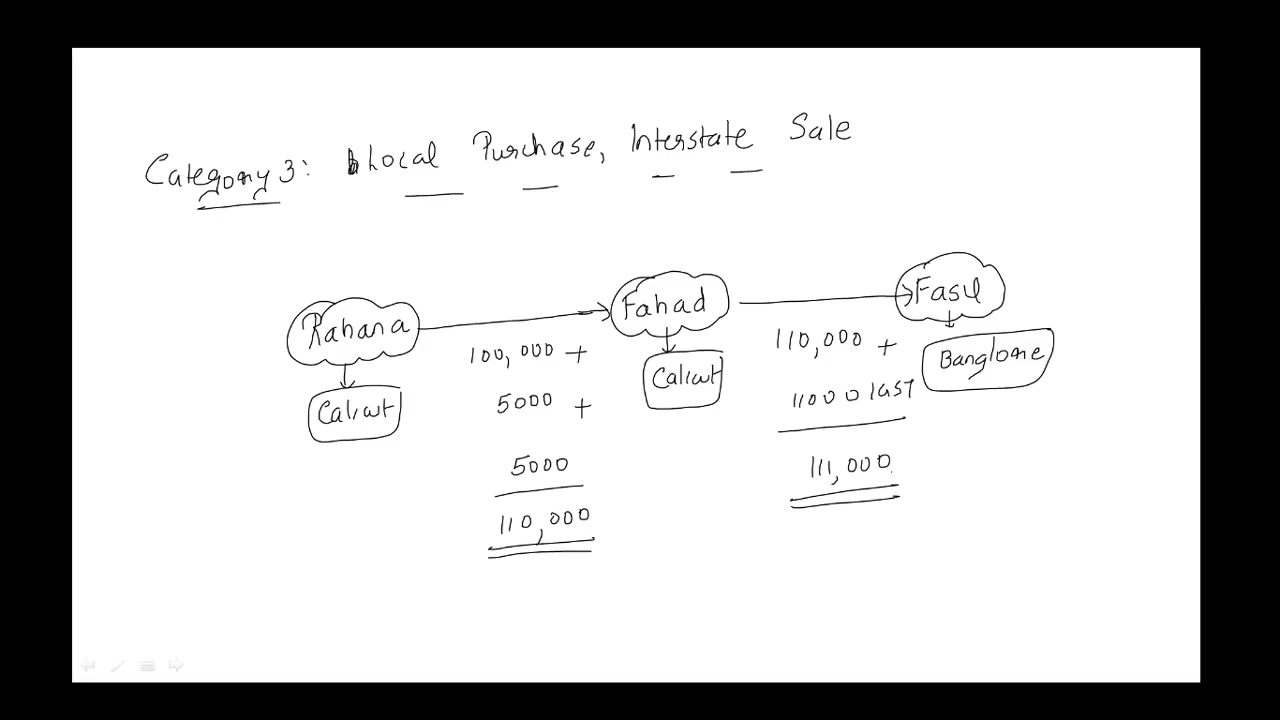 Category 3: Local Purchase, Interstate Sale
Rahana
Calicut
100,000 +
5000 +
5000
110,000
Fahad
Calicut
110,000 +
11000 IGST
111,000
Fasil
Banglore